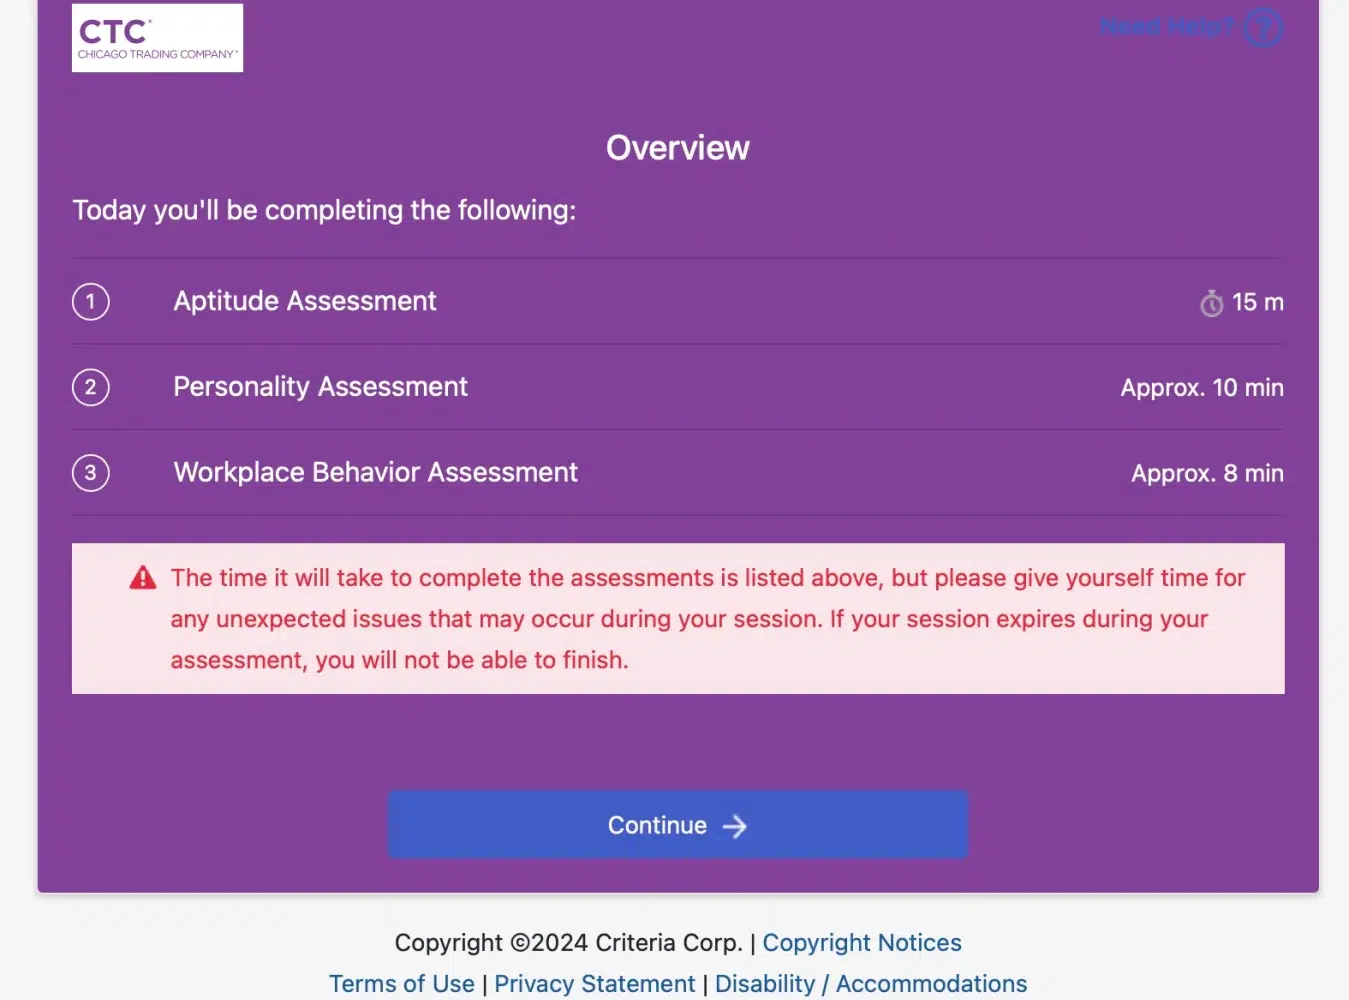 CTC
CHICAGO TRADING COMPANY
Need Help? ?
Overview
Today you'll be completing the following:
1 Aptitude Assessment 15 m
2 Personality Assessment Approx. 10 min
3 Workplace Behavior Assessment Approx. 8 min
The time it will take to complete the assessments is listed above, but please give yourself time for
any unexpected issues that may occur during your session. If your session expires during your
assessment, you will not be able to finish.
Continue →
Copyright ©2024 Criteria Corp. | Copyright Notices
Terms of Use | Privacy Statement | Disability / Accommodations